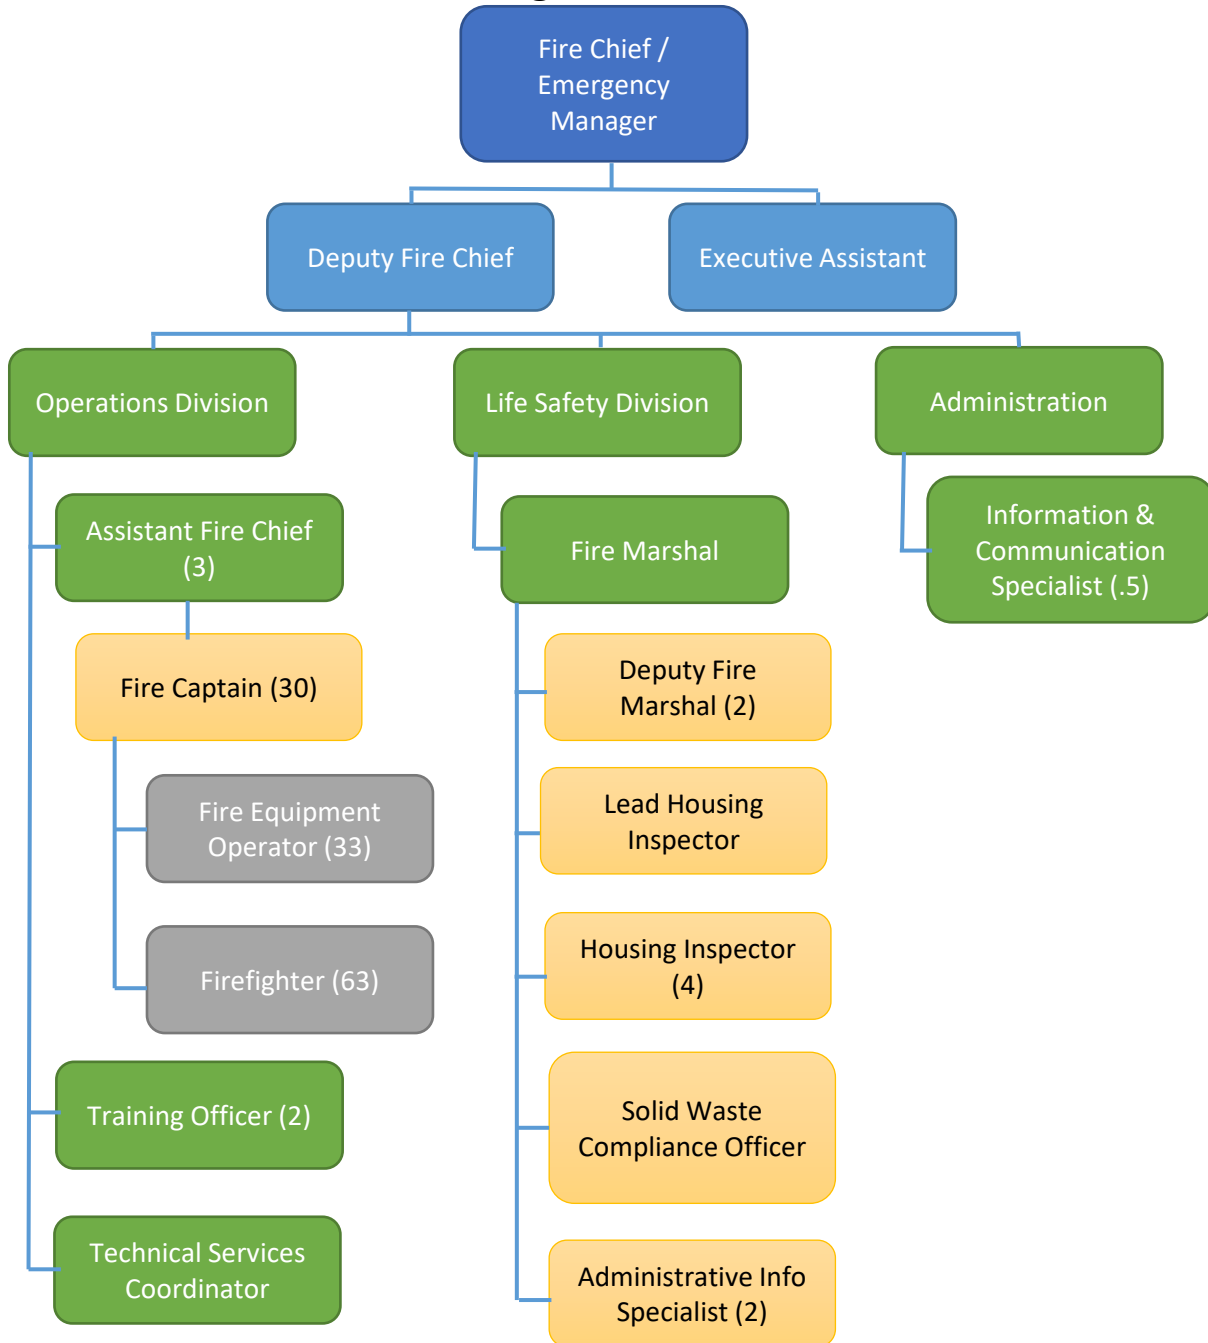 Fire Chief /
Emergency
Manager
Deputy Fire Chief
Executive Assistant
Operations Division
Life Safety Division
Administration
Assistant Fire Chief
(3)
Fire Captain (30)
Fire Equipment
Operator (33)
Firefighter (63)
Training Officer (2)
Technical Services
Coordinator
Fire Marshal
Deputy Fire
Marshal (2)
Lead Housing
Inspector
Housing Inspector
(4)
Solid Waste
Compliance Officer
Administrative Info
Specialist (2)
Information &
Communication
Specialist (.5)